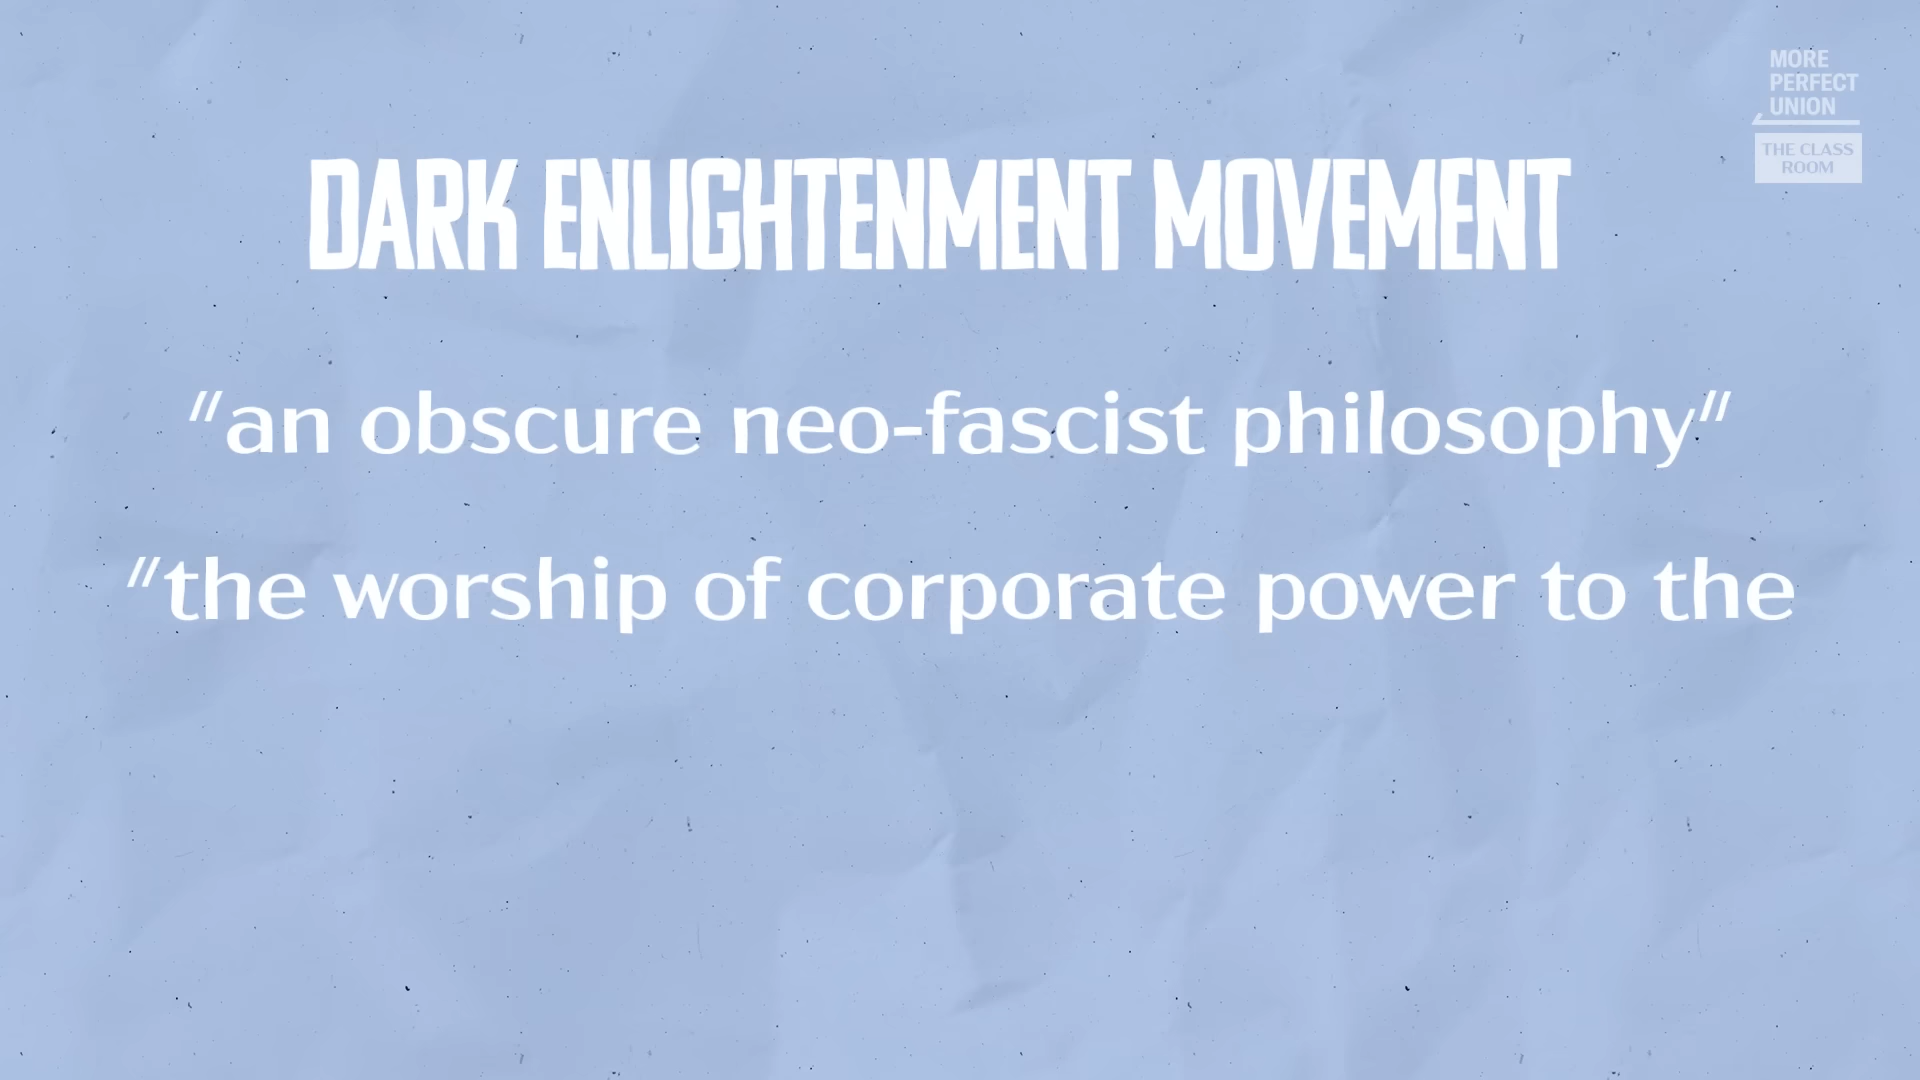 MORE
PERFECT
UNION
THE CLASS
ROOM
DARK ENLIGHTENMENT MOVEMENT
"an obscure neo-fascist philosophy"
"the worship of corporate power to the